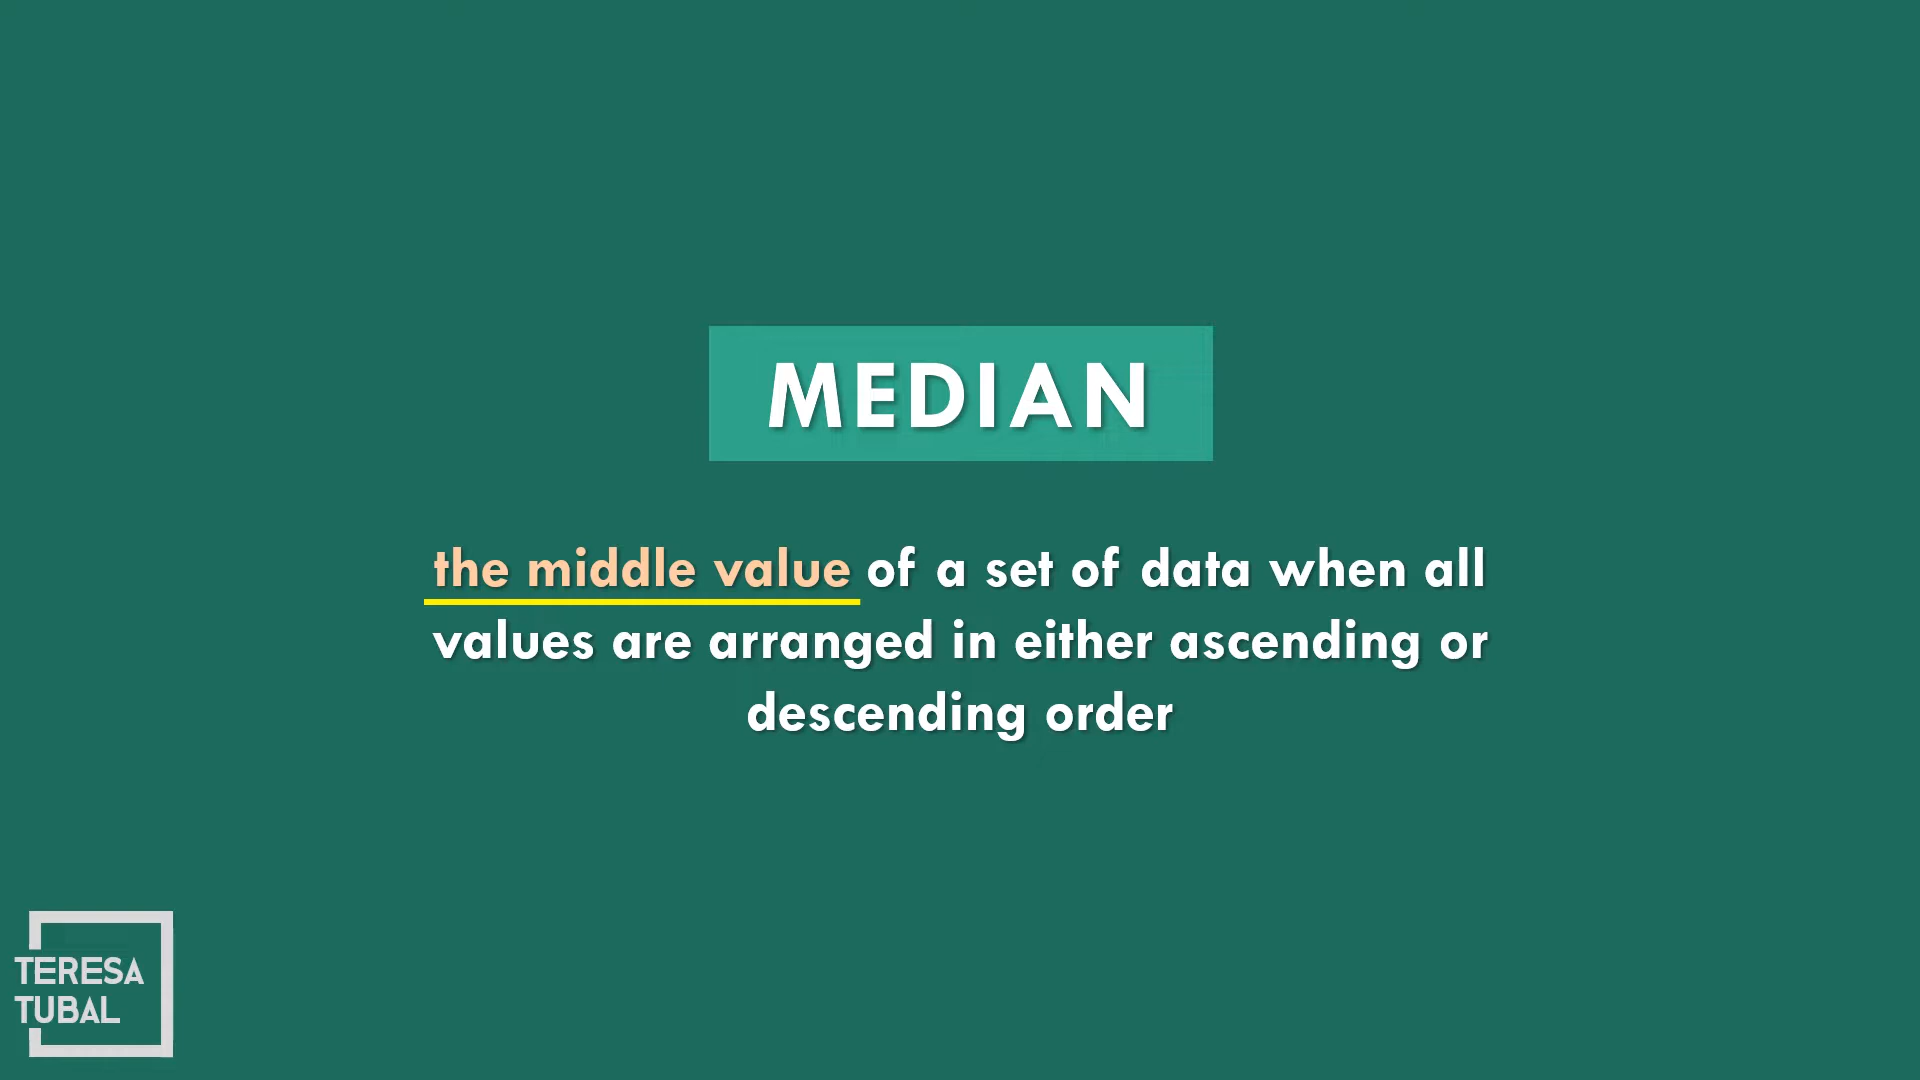 MEDIAN
the middle value of a set of data when all
values are arranged in either ascending or
descending order
TERESA
TUBAL